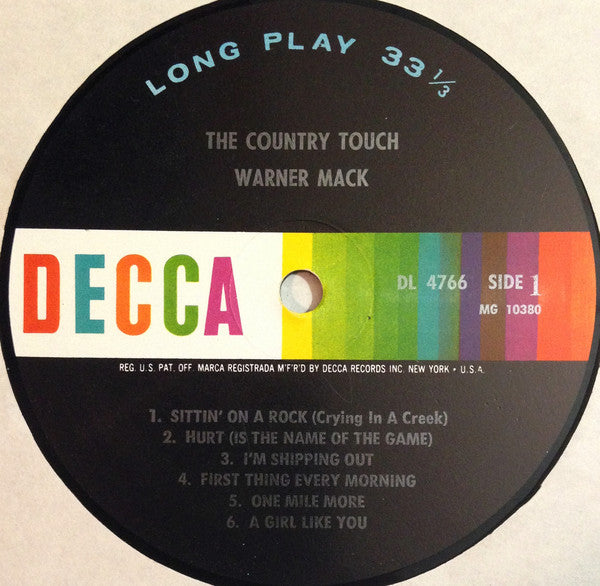 LONG PLAY 33 1/3
THE COUNTRY TOUCH
WARNER MACK
DECCA
DL 4766 SIDE 1
MG 10380
REG. U.S. PAT. OFF. MARCA REGISTRADA M'F'R'D BY DECCA RECORDS INC. NEW YORK • U.S.A.
1. SITTIN' ON A ROCK (Crying In A Creek)
2. HURT (IS THE NAME OF THE GAME)
3. I'M SHIPPING OUT
4. FIRST THING EVERY MORNING
5. ONE MILE MORE
6. A GIRL LIKE YOU